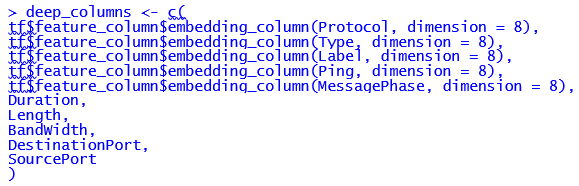 > deep_columns <- c(
tf$feature_column$embedding_column(Protocol, dimension = 8),
tf$feature_column$embedding_column(Type, dimension = 8),
tf$feature_column$embedding_column(Label, dimension = 8),
tf$feature_column$embedding_column(Ping, dimension = 8),
tf$feature_column$embedding_column(MessagePhase, dimension = 8),
Duration,
Length,
BandWidth,
DestinationPort,
SourcePort
)